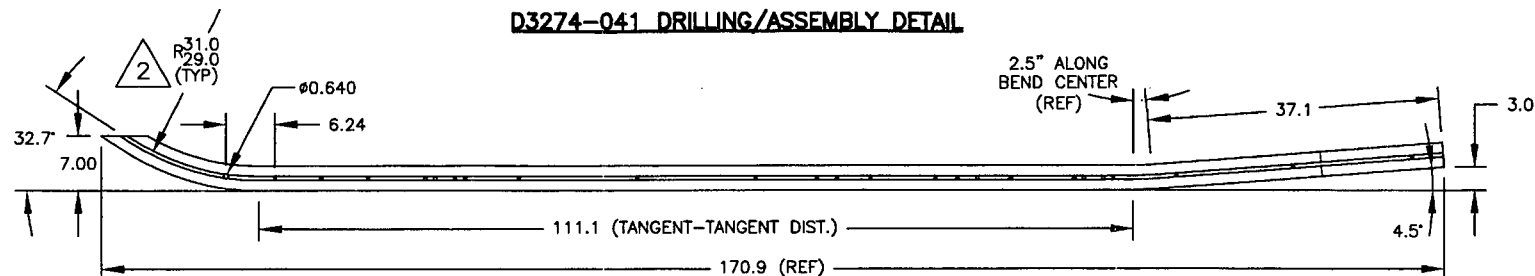 D3274-041 DRILLING/ASSEMBLY DETAIL
2
R31.0
29.0
(TYP)
2.5" ALONG
BEND CENTER
(REF)
ø0.640
37.1
3.0
6.24
32.7°
7.00
111.1 (TANGENT-TANGENT DIST.)
4.5°
170.9 (REF)